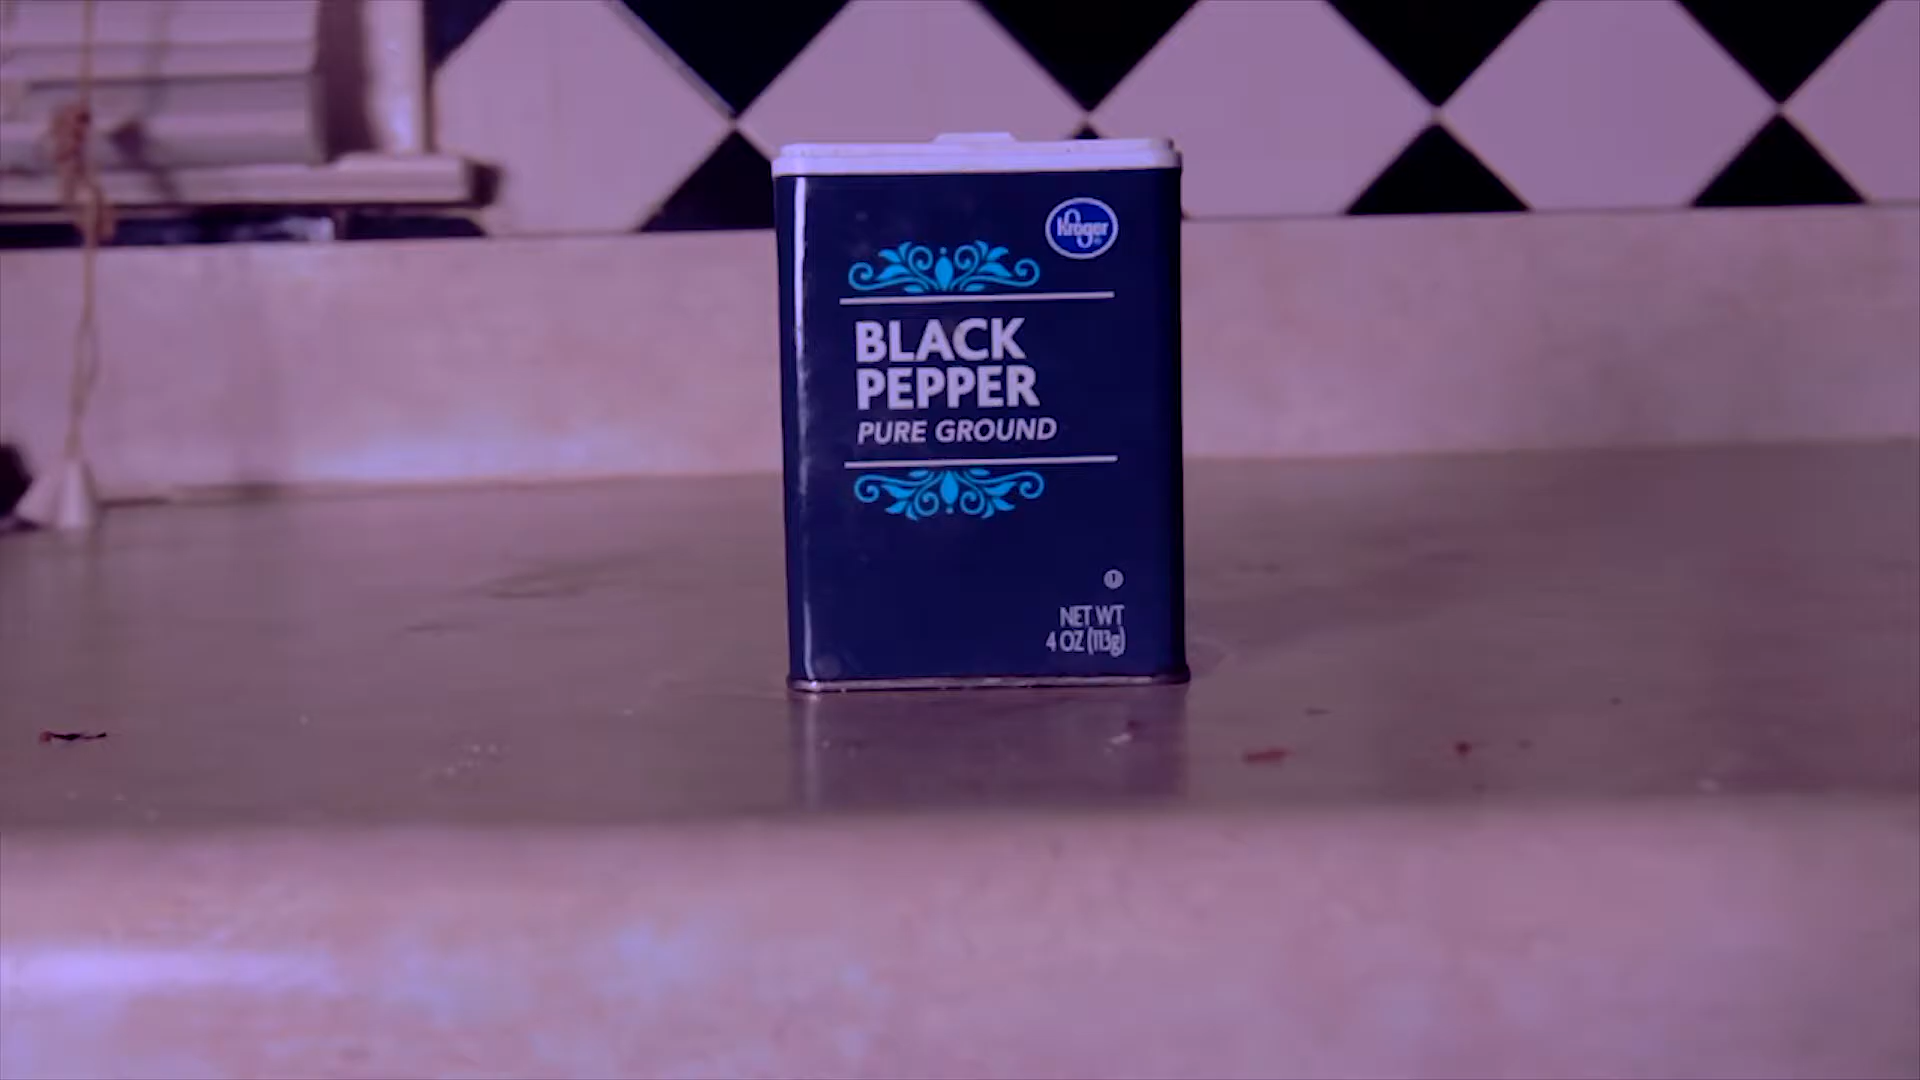 Kroger
BLACK
PEPPER
PURE GROUND
NET WT
4 OZ (113g)